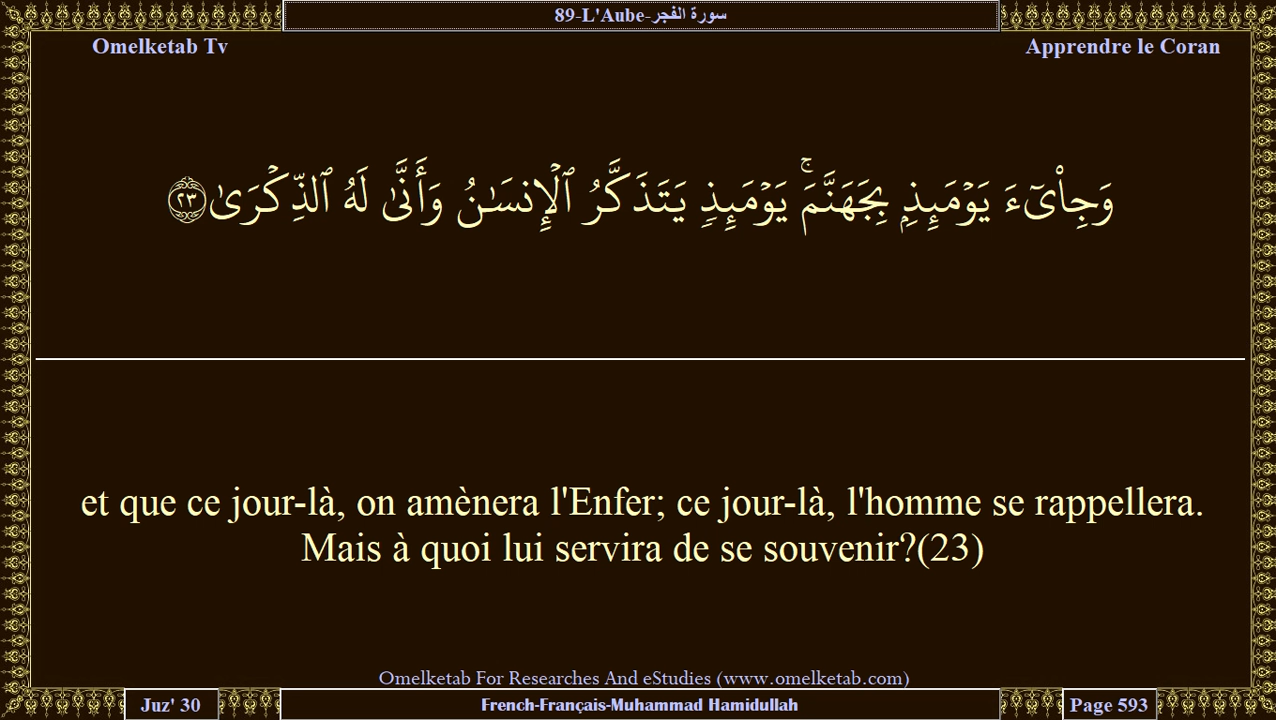 89-L'Aube-سورة الفجر
Omelketab Tv
Apprendre le Coran
وَجِا۟ىٓءَ يَوْمَئِذٍۭ بِجَهَنَّمَ ۚ يَوْمَئِذٍ يَتَذَكَّرُ ٱلْإِنسَـٰنُ وَأَنَّىٰ لَهُ ٱلذِّكْرَىٰ ﴿٢٣﴾
et que ce jour-là, on amènera l'Enfer; ce jour-là, l'homme se rappellera.
Mais à quoi lui servira de se souvenir?(23)
Omelketab For Researches And eStudies (www.omelketab.com)
Juz' 30
French-Français-Muhammad Hamidullah
Page 593